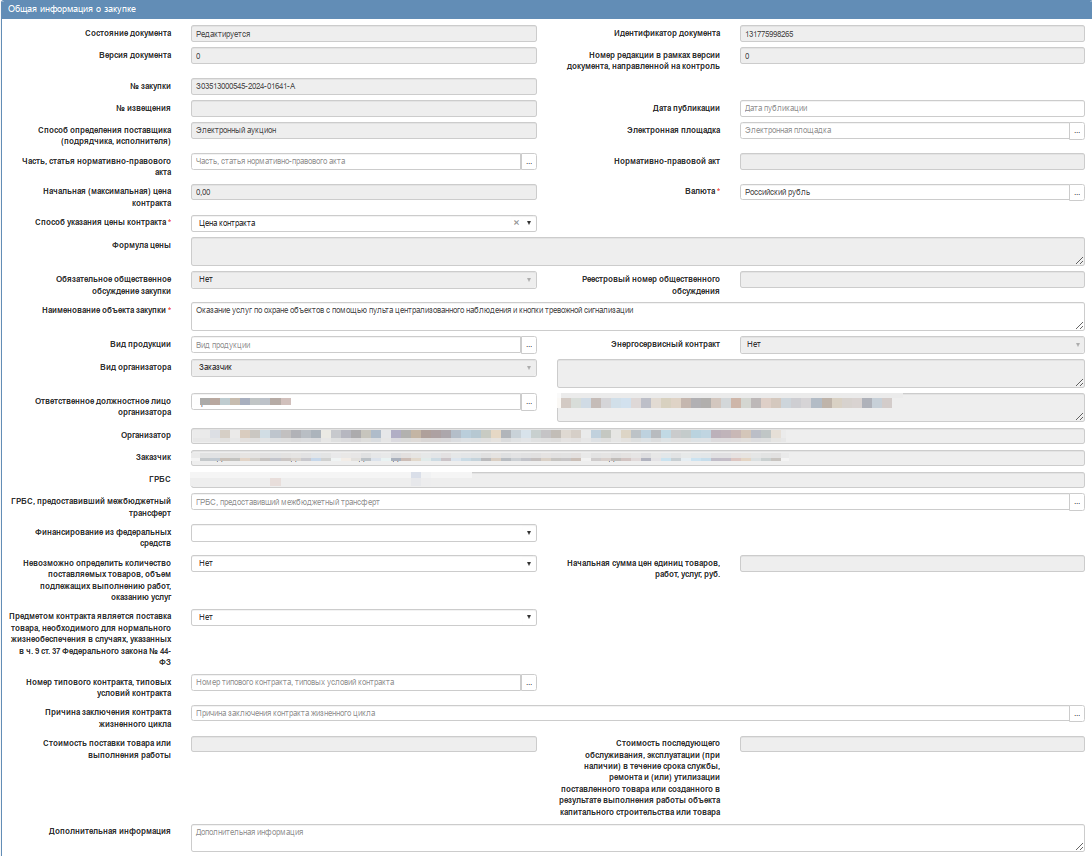 Общая информация о закупке
Состояние документа Редактируется Идентификатор документа 131775998265
Версия документа 0 Номер редакции в рамках версии
документа, направленной на контроль 0
№ закупки 303513000545-2024-01641-А
№ извещения Дата публикации Дата публикации
Способ определения поставщика
(подрядчика, исполнителя) Электронный аукцион Электронная площадка Электронная площадка ...
Часть, статья нормативно-правового
акта Часть, статья нормативно-правового акта ... Нормативно-правовой акт
Начальная (максимальная) цена
контракта 0,00 Валюта * Российский рубль ...
Способ указания цены контракта * Цена контракта ×
Формула цены
Обязательное общественное
обсуждение закупки Нет Реестровый номер общественного
обсуждения
Наименование объекта закупки * Оказание услуг по охране объектов с помощью пульта централизованного наблюдения и кнопки тревожной сигнализации
Вид продукции Вид продукции ... Энергосервисный контракт Нет
Вид организатора Заказчик
Ответственное должностное лицо
организатора ...
Организатор
Заказчик
ГРБС
ГРБС, предоставивший межбюджетный
трансферт ГРБС, предоставивший межбюджетный трансферт ...
Финансирование из федеральных
средств
Невозможно определить количество
поставляемых товаров, объем
подлежащих выполнению работ,
оказанию услуг Нет Начальная сумма цен единиц товаров,
работ, услуг, руб.
Предметом контракта является поставка
товара, необходимого для нормального
жизнеобеспечения в случаях, указанных
в ч. 9 ст. 37 Федерального закона № 44-
ФЗ Нет
Номер типового контракта, типовых
условий контракта Номер типового контракта, типовых условий контракта ...
Причина заключения контракта
жизненного цикла Причина заключения контракта жизненного цикла ...
Стоимость поставки товара или
выполнения работы
Стоимость последующего
обслуживания, эксплуатации (при
наличии) в течение срока службы,
ремонта и (или) утилизации
поставленного товара или созданного в
результате выполнения работы объекта
капитального строительства или товара
Дополнительная информация Дополнительная информация